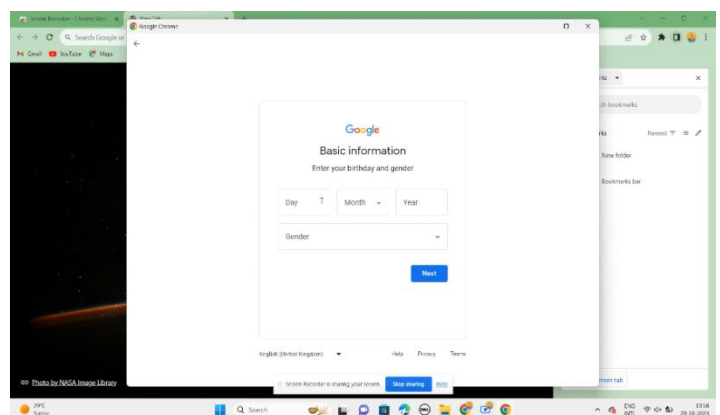 Screen Recorder - Chrome Web
New Tab
Google Chrome
Search Google or
Gmail YouTube Maps
Google
Basic information
Enter your birthday and gender
Day Month Year
Gender
Next
English (United Kingdom) Help Privacy Terms
Screen Recorder is sharing your screen. Stop sharing Hide
Photo by NASA Image Library
Newest
New folder
Bookmarks bar
29°C
Sunny
Search
ENG